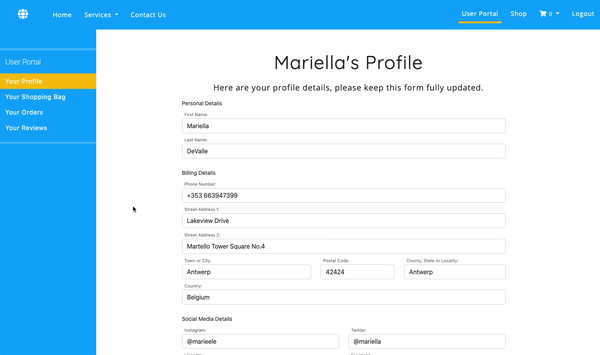 Home Services Contact Us User Portal Shop 0 Logout
User Portal
Your Profile
Your Shopping Bag
Your Orders
Your Reviews
Mariella's Profile
Here are your profile details, please keep this form fully updated.
Personal Details
First Name:
Mariella
Last Name:
DeValle
Billing Details
Phone Number:
+353 663947399
Street Address 1:
Lakeview Drive
Street Address 2:
Martello Tower Square No.4
Town or City: Postal Code: County, State or Locality:
Antwerp 42424 Antwerp
Country:
Belgium
Social Media Details
Instagram: Twitter:
@marieele @mariella